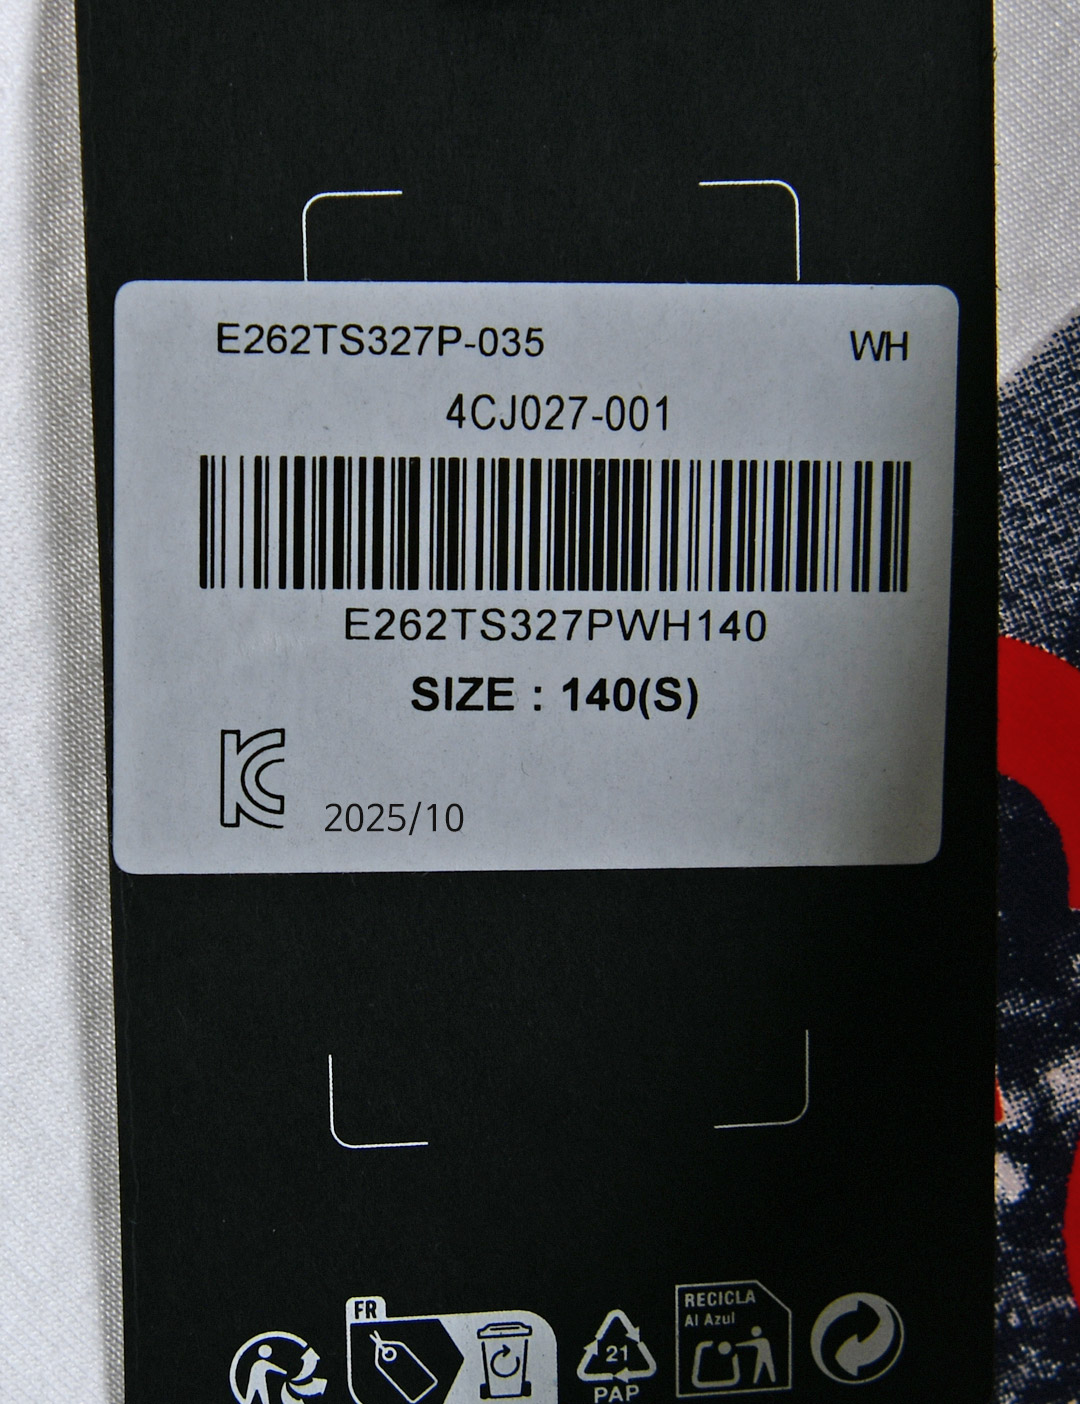 E262TS327P-035 WH
4CJ027-001
E262TS327PWH140
SIZE : 140(S)
2025/10
FR
RECICLA
Al Azul
21
PAP